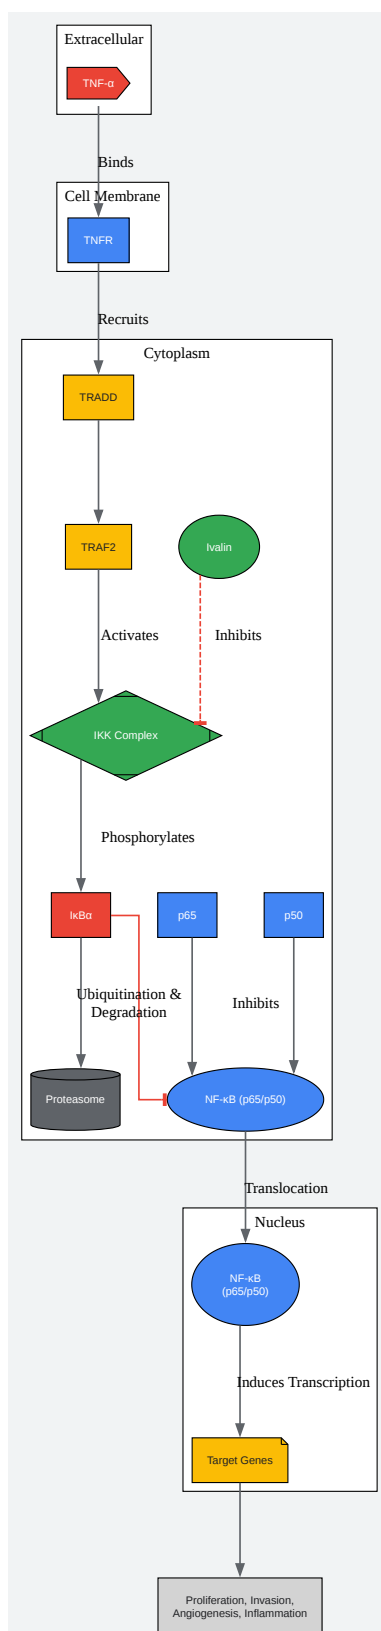 Extracellular
TNF-α
Binds
Cell Membrane
TNFR
Recruits
Cytoplasm
TRADD
TRAF2
Ivalin
Activates
Inhibits
IKK Complex
Phosphorylates
IκBα
p65
p50
Ubiquitination &
Degradation
Inhibits
Proteasome
NF-κB (p65/p50)
Translocation
Nucleus
NF-κB
(p65/p50)
Induces Transcription
Target Genes
Proliferation, Invasion,
Angiogenesis, Inflammation